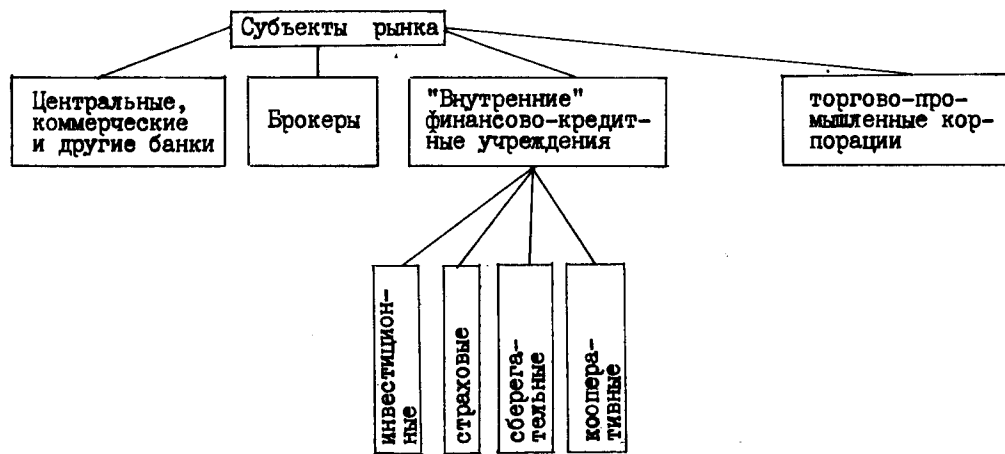 Субъекты рынка
Центральные,
коммерческие
и другие банки
Брокеры
"Внутренние"
финансово-кредит-
ные учреждения
торгово-про-
мышленные кор-
порации
инвестицион-
ные
страховые
сберега-
тельные
коопера-
тивные